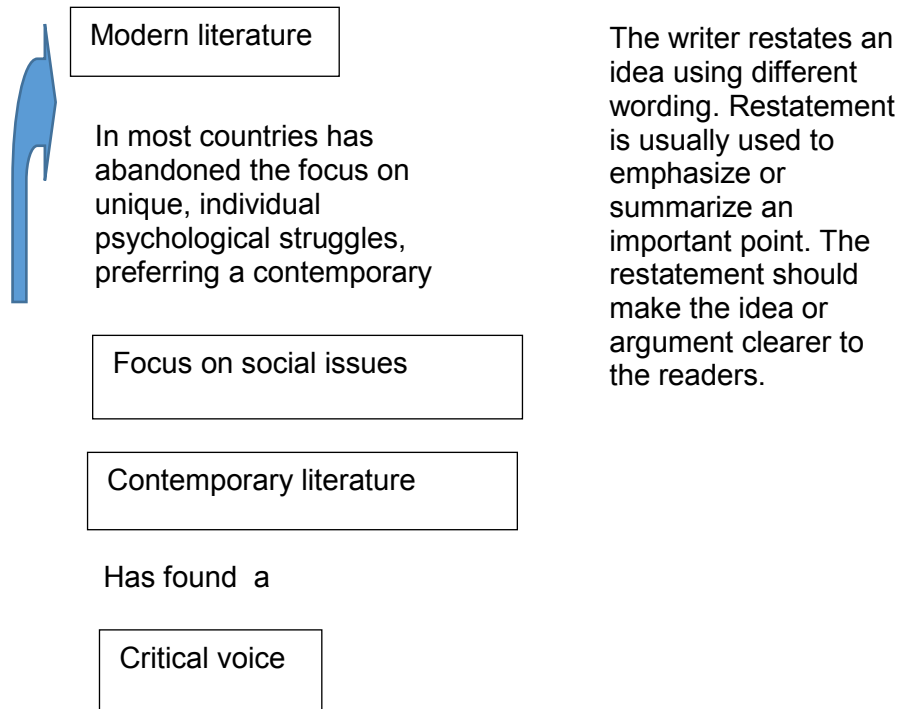 Modern literature
In most countries has
abandoned the focus on
unique, individual
psychological struggles,
preferring a contemporary
Focus on social issues
Contemporary literature
Has found  a
Critical voice
The writer restates an
idea using different
wording. Restatement
is usually used to
emphasize or
summarize an
important point. The
restatement should
make the idea or
argument clearer to
the readers.